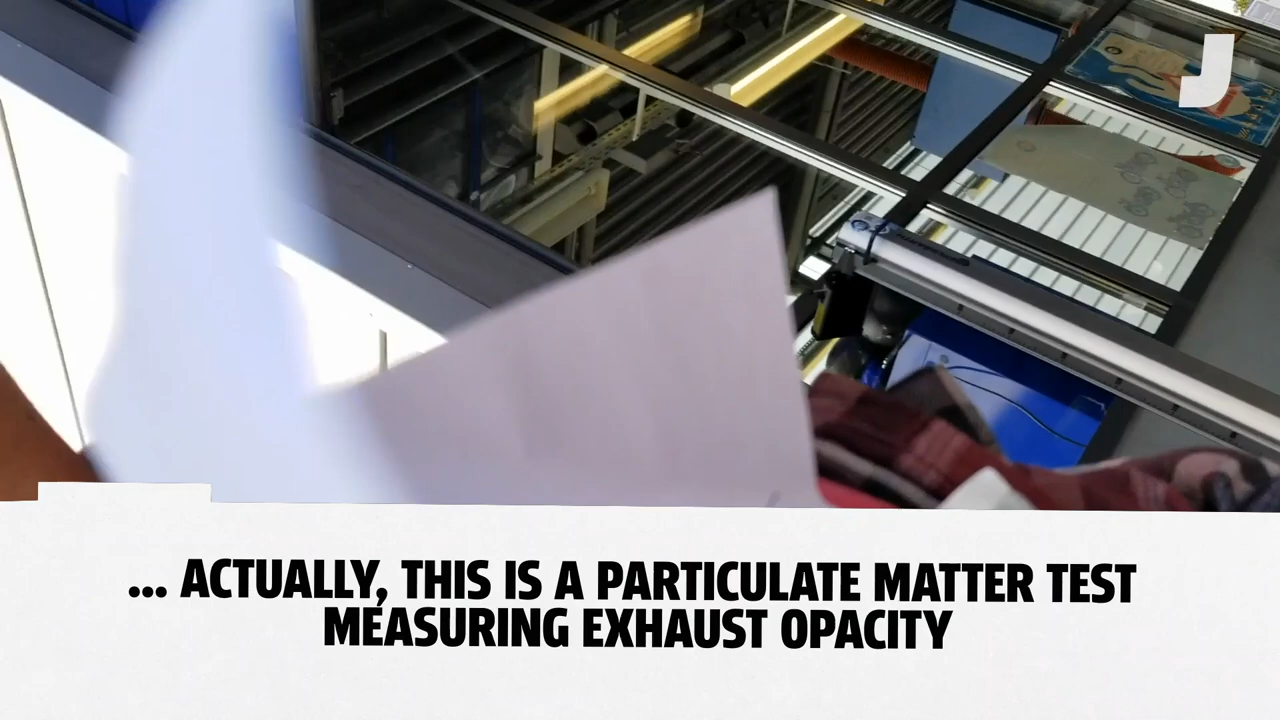 J
... ACTUALLY, THIS IS A PARTICULATE MATTER TEST
MEASURING EXHAUST OPACITY